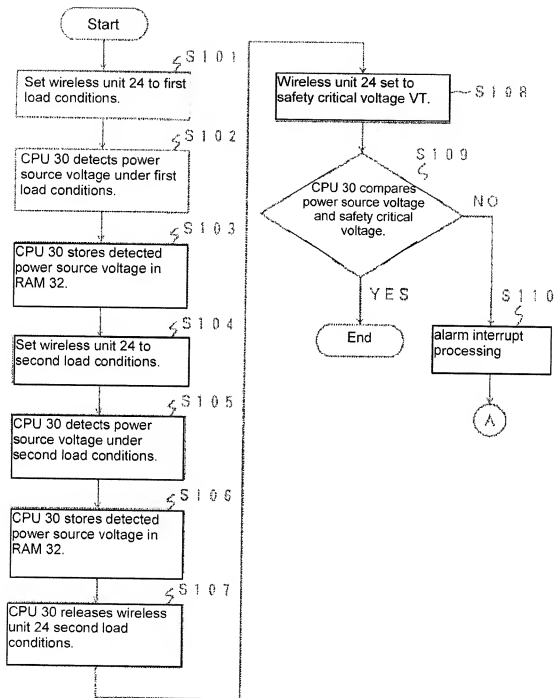 Start
S101
Set wireless unit 24 to first
load conditions.
S102
CPU 30 detects power
source voltage under first
load conditions.
S103
CPU 30 stores detected
power source voltage in
RAM 32.
S104
Set wireless unit 24 to
second load conditions.
S105
CPU 30 detects power
source voltage under
second load conditions.
S106
CPU 30 stores detected
power source voltage in
RAM 32.
S107
CPU 30 releases wireless
unit 24 second load
conditions.
Wireless unit 24 set to
safety critical voltage VT.
S108
S109
CPU 30 compares
power source voltage
and safety critical
voltage.
NO
YES
End
S110
alarm interrupt
processing
A